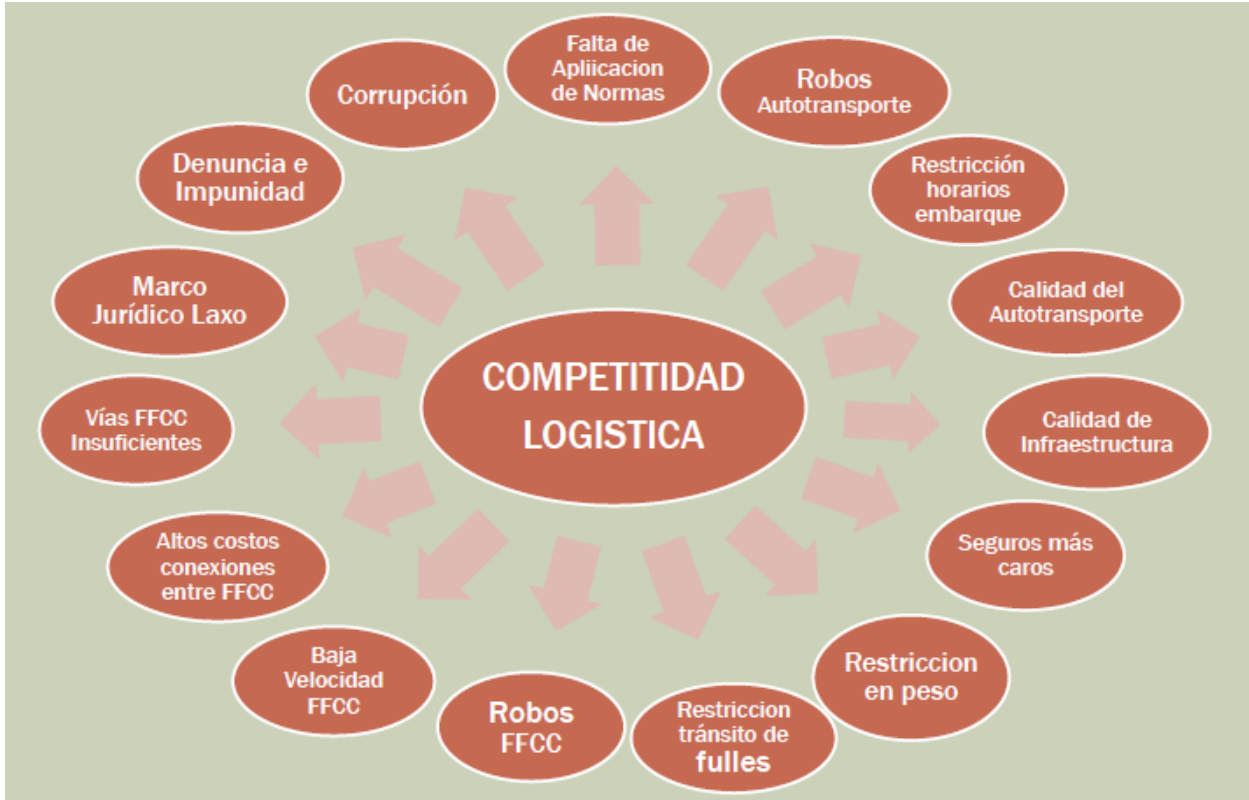 Falta de
Apliicacion
de Normas
Robos
Autotransporte
Restricción
horarios
embarque
Calidad del
Autotransporte
Calidad de
Infraestructura
Seguros más
caros
Restriccion
en peso
Restriccion
tránsito de
fulles
Robos
FFCC
Baja
Velocidad
FFCC
Altos costos
conexiones
entre FFCC
Vías FFCC
Insuficientes
Marco
Jurídico Laxo
Denuncia e
Impunidad
Corrupción
COMPETITIDAD
LOGISTICA